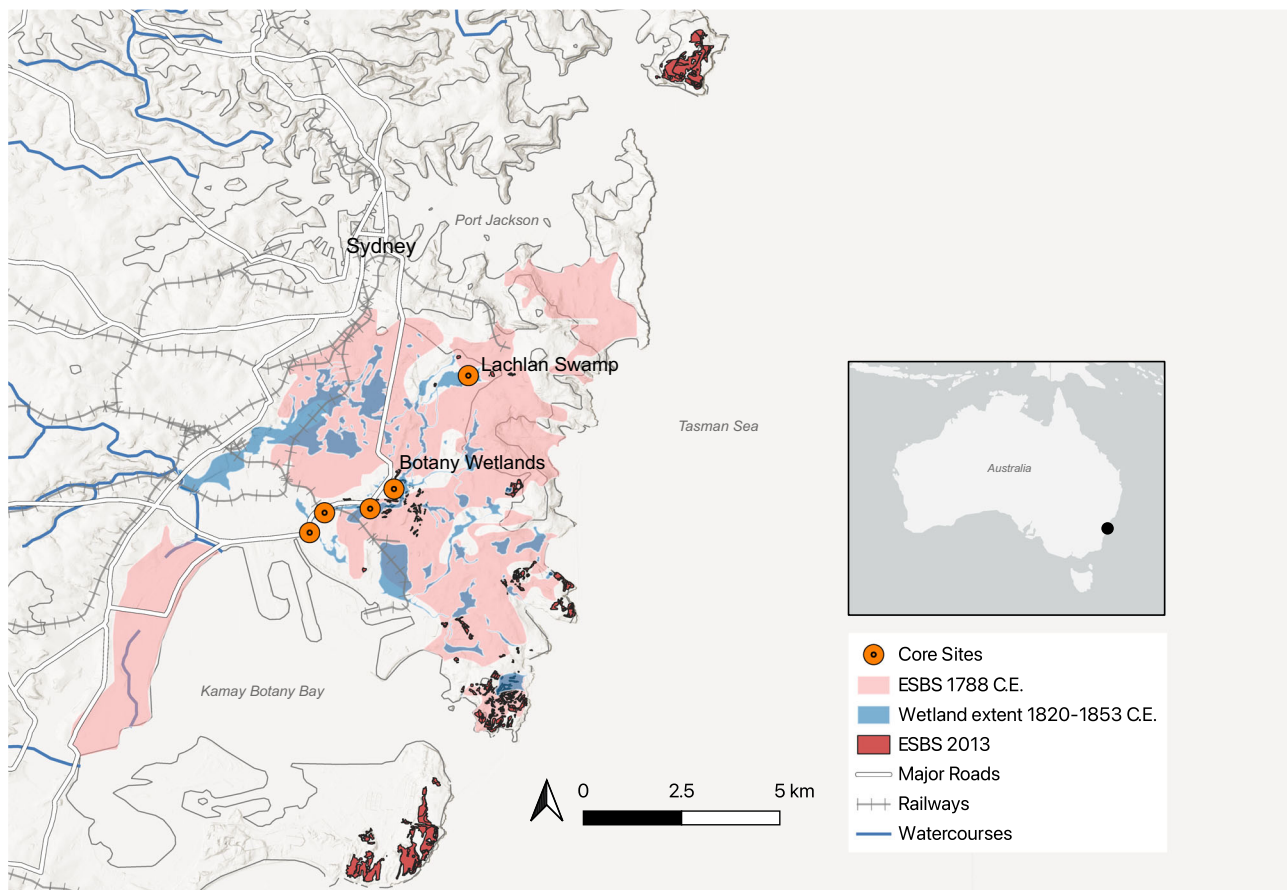 Port Jackson
Sydney
Lachlan Swamp
Tasman Sea
Botany Wetlands
Kamay Botany Bay
Australia
Core Sites
ESBS 1788 C.E.
Wetland extent 1820-1853 C.E.
ESBS 2013
Major Roads
Railways
Watercourses
0 2.5 5 km